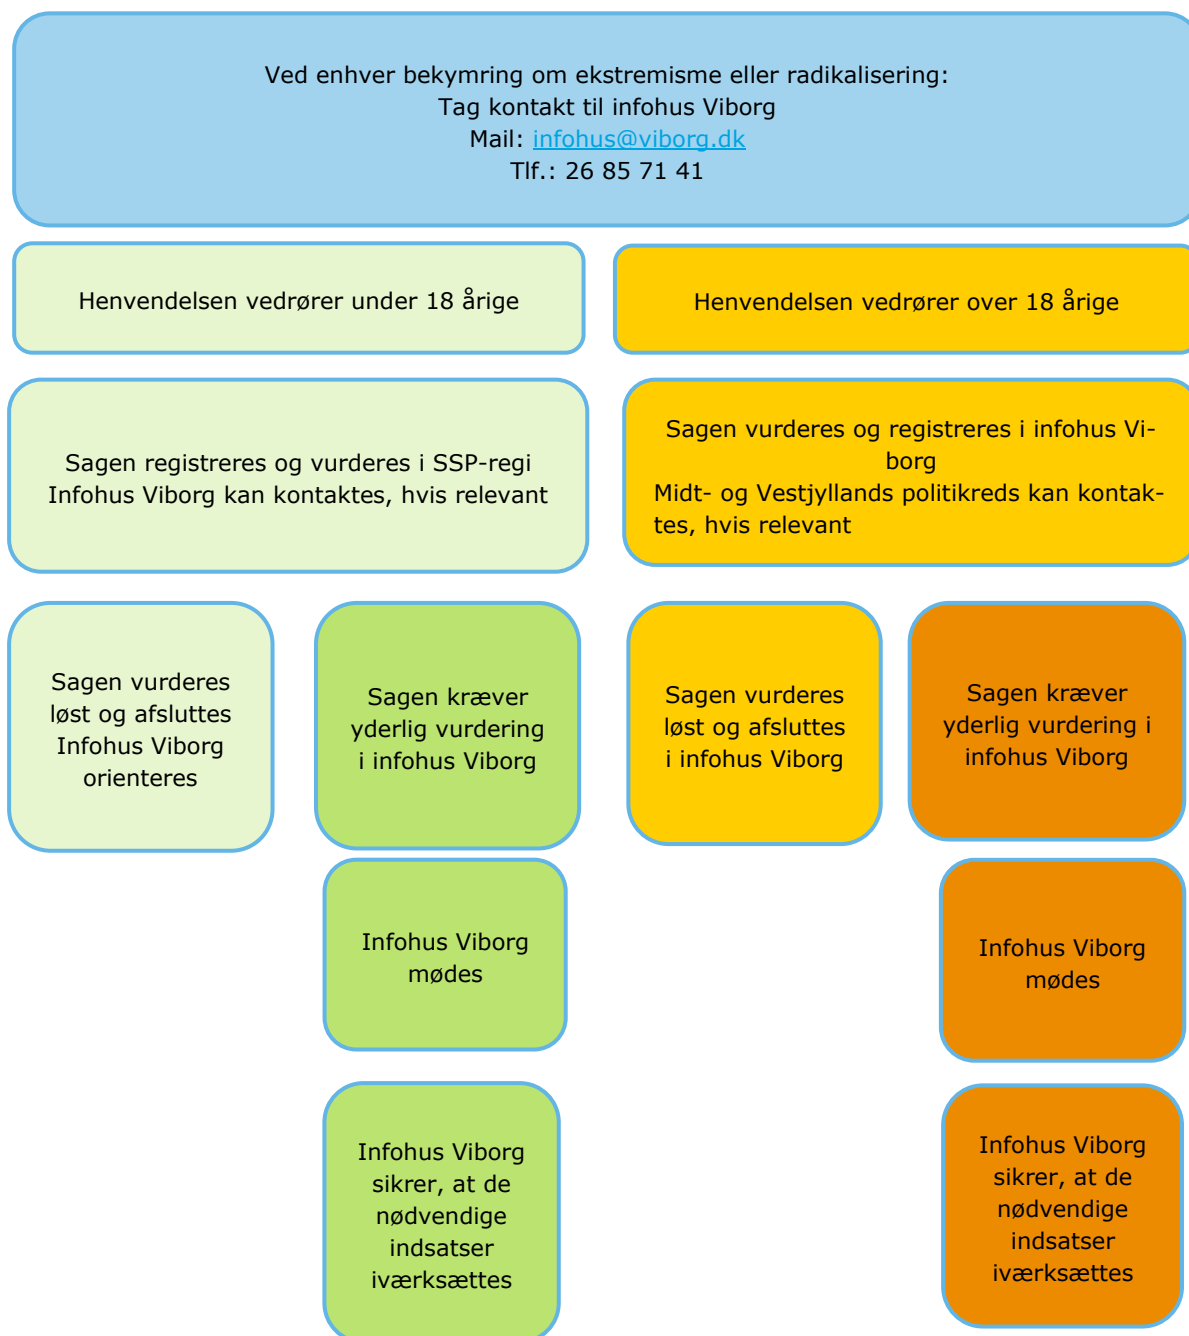 Ved enhver bekymring om ekstremisme eller radikalisering:
Tag kontakt til infohus Viborg
Mail: infohus@viborg.dk
Tlf.: 26 85 71 41
Henvendelsen vedrører under 18 årige
Henvendelsen vedrører over 18 årige
Sagen registreres og vurderes i SSP-regi
Infohus Viborg kan kontaktes, hvis relevant
Sagen vurderes og registreres i infohus Vi-
borg
Midt- og Vestjyllands politikreds kan kontak-
tes, hvis relevant
Sagen vurderes
løst og afsluttes
Infohus Viborg
orienteres
Sagen kræver
yderlig vurdering
i infohus Viborg
Sagen vurderes
løst og afsluttes
i infohus Viborg
Sagen kræver
yderlig vurdering i
infohus Viborg
Infohus Viborg
mødes
Infohus Viborg
mødes
Infohus Viborg
sikrer, at de
nødvendige
indsatser
iværksættes
Infohus Viborg
sikrer, at de
nødvendige
indsatser
iværksættes